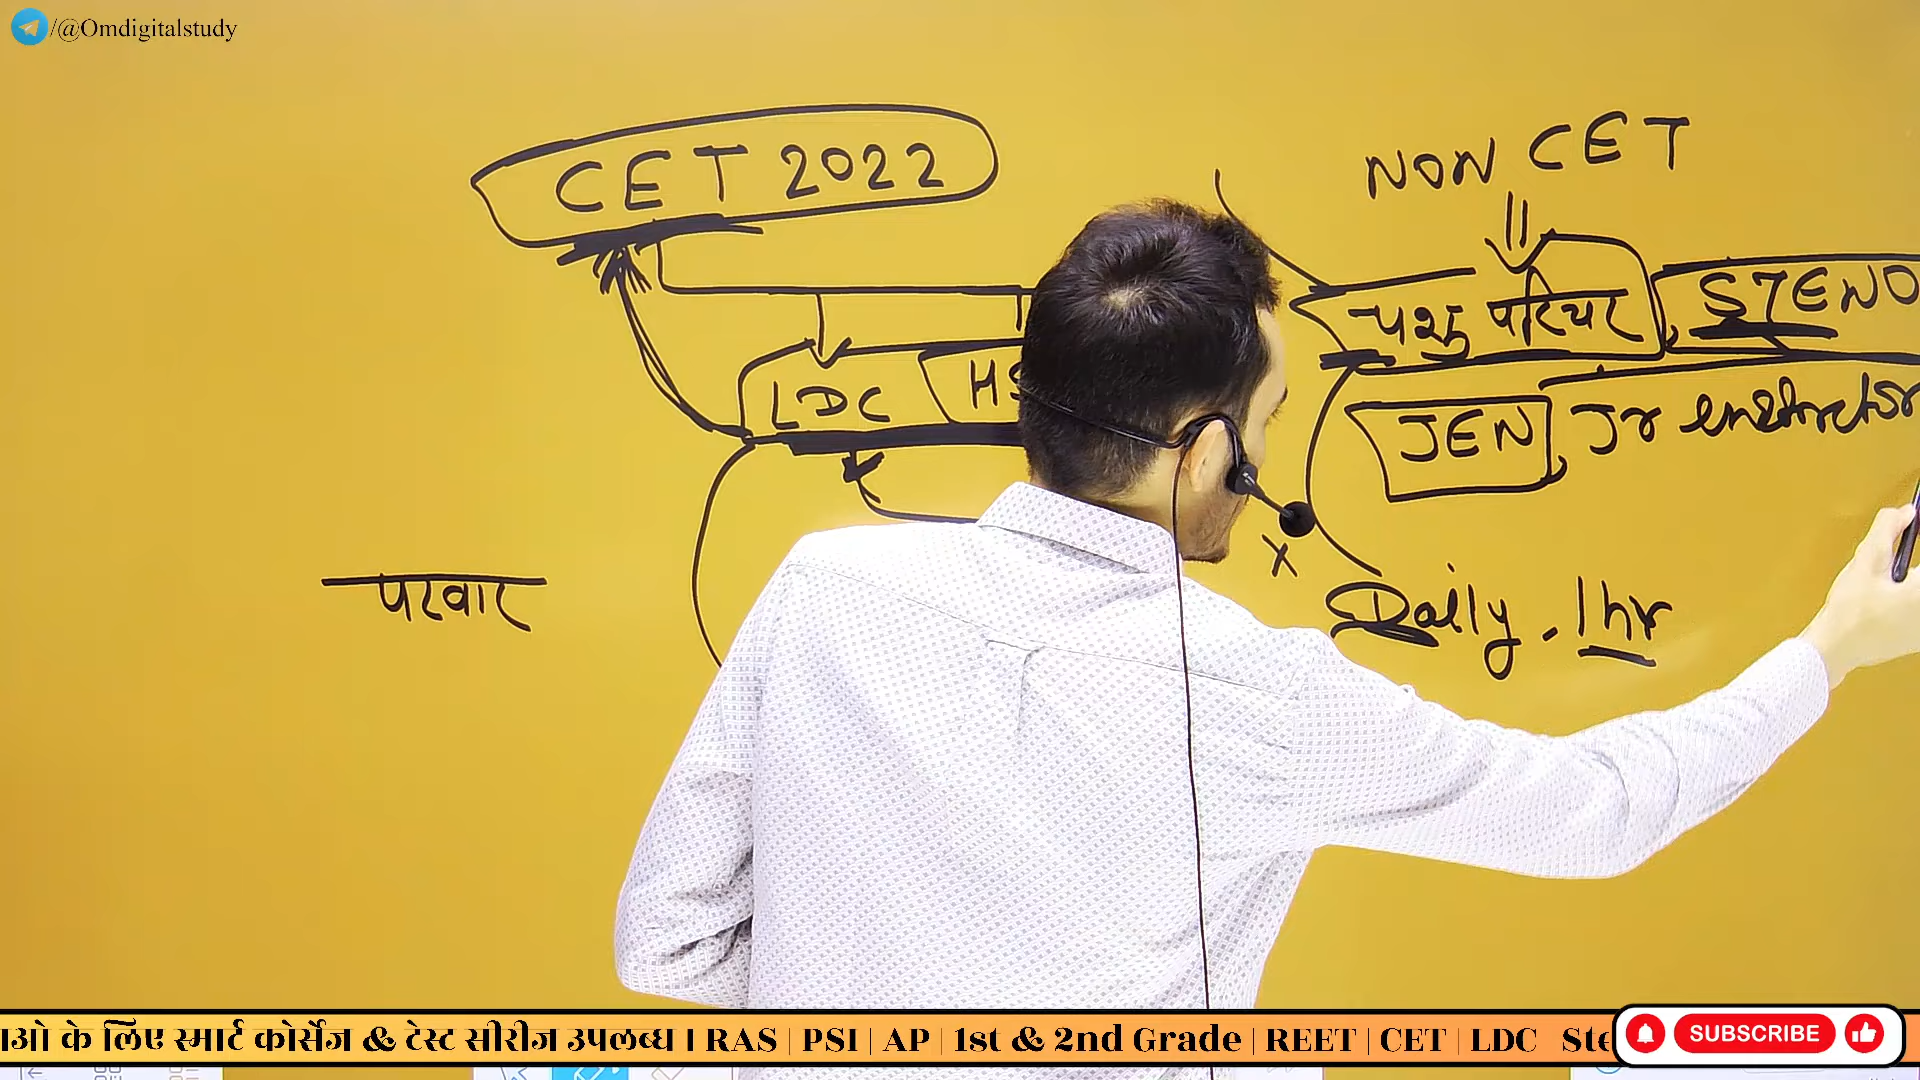 /@Omdigitalstudy
CET 2022
NON CET
पशु परिचर, STENO
LDC
JEN, Jr instructor
परवार
X
Daily . 1hr
के लिए स्मार्ट कोर्सेज & टेस्ट सीरीज उपलब्ध । RAS | PSI | AP | 1st & 2nd Grade | REET | CET | LDC
SUBSCRIBE